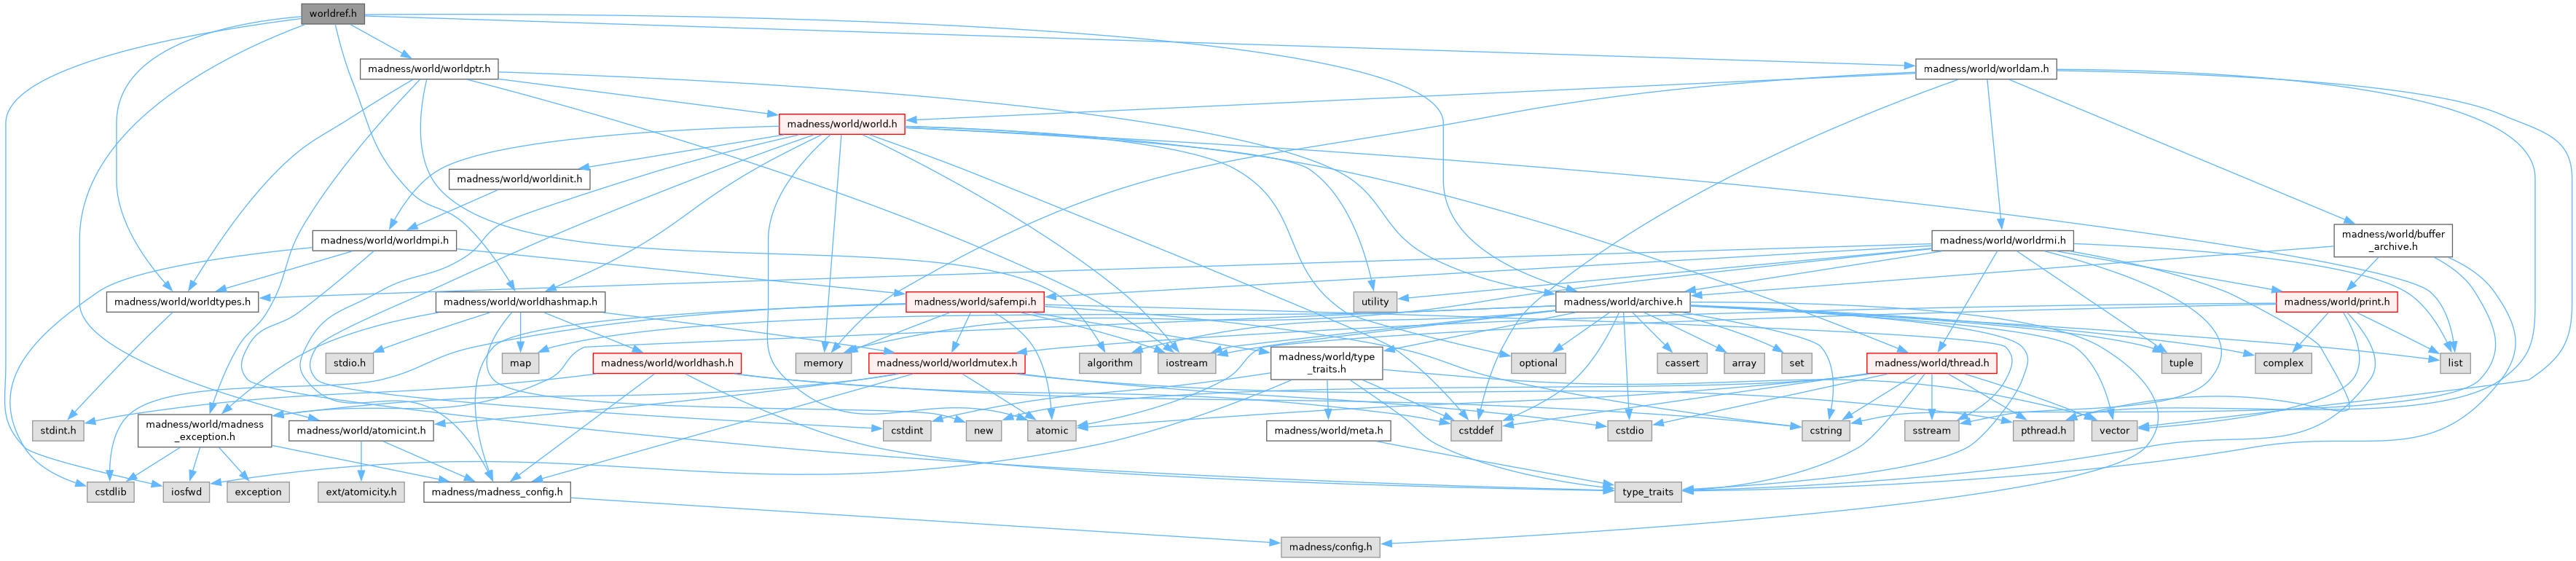 worldref.h
madness/world/worldptr.h
madness/world/worldam.h
madness/world/world.h
madness/world/worldinit.h
madness/world/worldmpi.h
madness/world/worldrmi.h
madness/world/buffer
_archive.h
madness/world/worldtypes.h
madness/world/worldhashmap.h
madness/world/safempi.h
utility
madness/world/archive.h
madness/world/print.h
stdio.h
map
madness/world/worldhash.h
memory
madness/world/worldmutex.h
algorithm
iostream
madness/world/type
_traits.h
optional
cassert
array
set
madness/world/thread.h
tuple
complex
list
stdint.h
madness/world/madness
_exception.h
madness/world/atomicint.h
cstdint
new
atomic
madness/world/meta.h
cstddef
cstdio
cstring
sstream
pthread.h
vector
cstdlib
iosfwd
exception
ext/atomicity.h
madness/madness_config.h
type_traits
madness/config.h